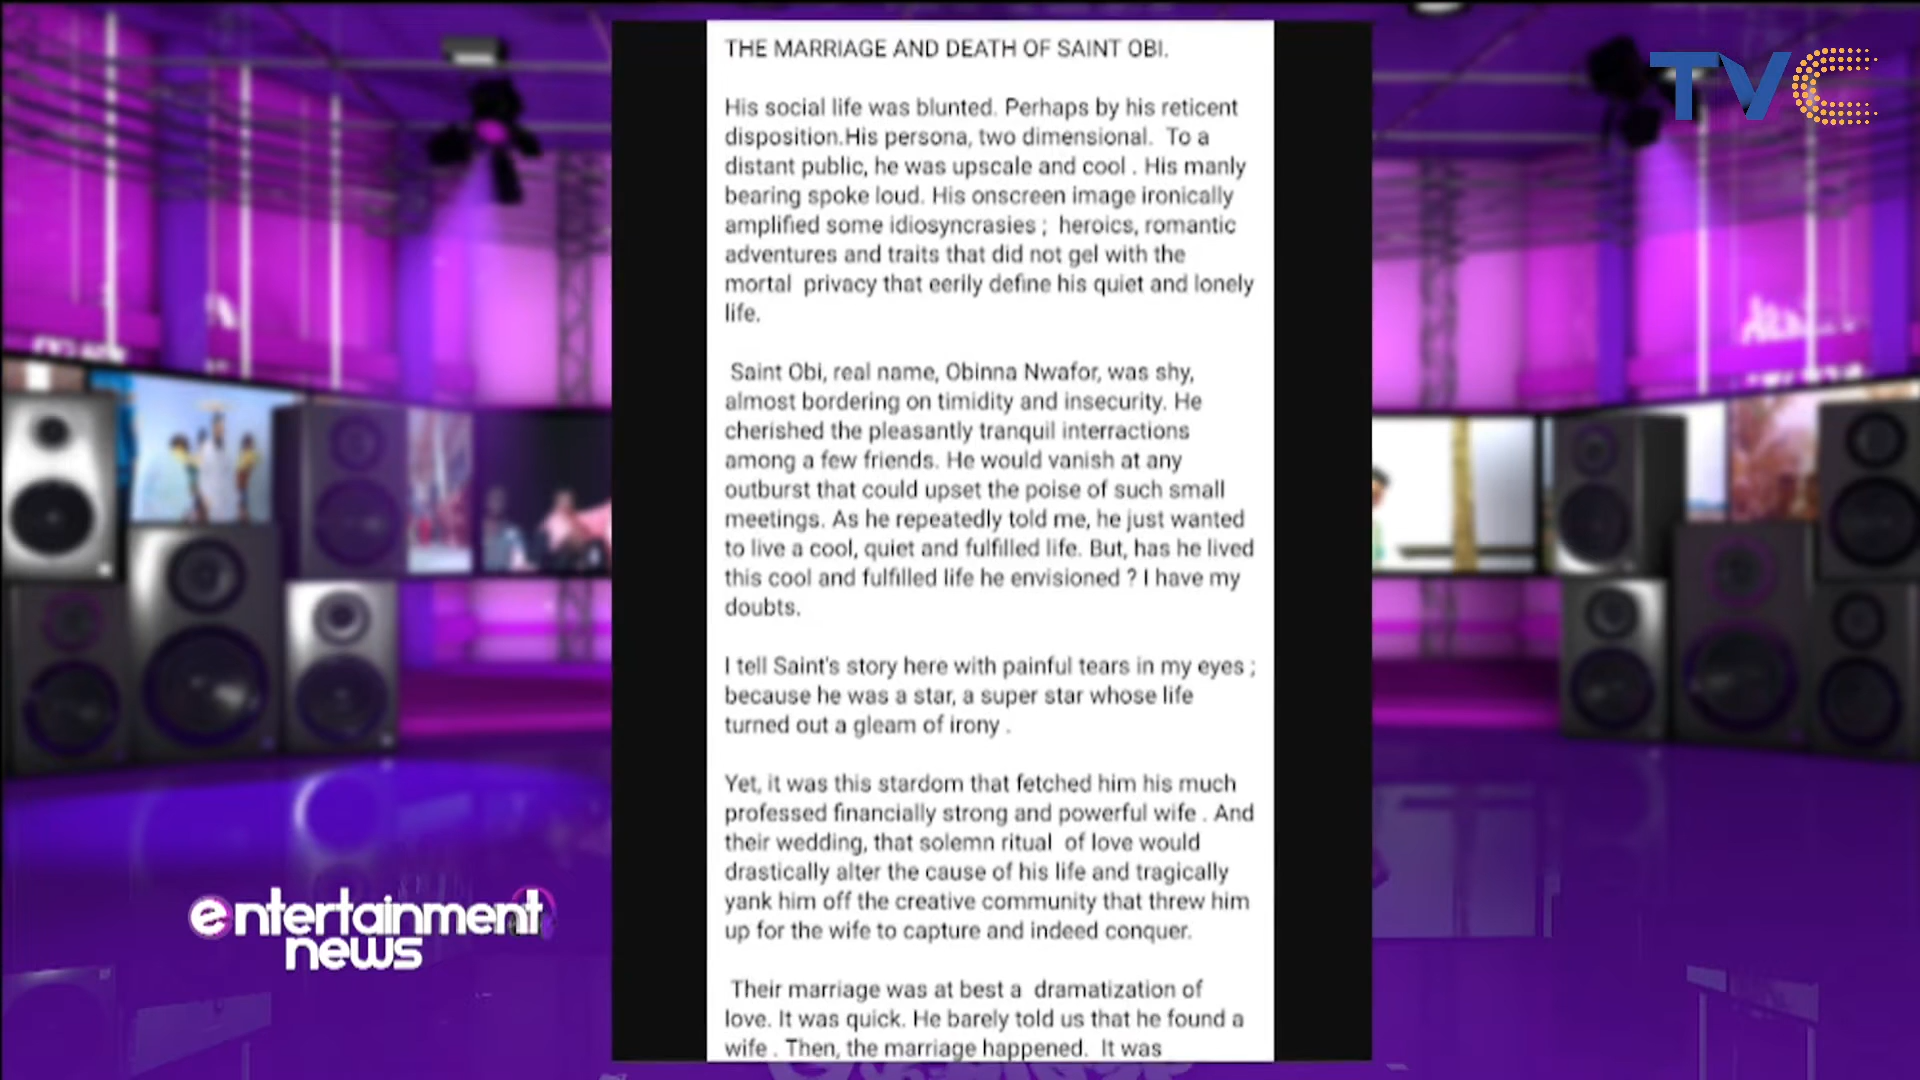 THE MARRIAGE AND DEATH OF SAINT OBI.
His social life was blunted. Perhaps by his reticent
disposition.His persona, two dimensional. To a
distant public, he was upscale and cool . His manly
bearing spoke loud. His onscreen image ironically
amplified some idiosyncrasies ; heroics, romantic
adventures and traits that did not gel with the
mortal privacy that eerily define his quiet and lonely
life.
Saint Obi, real name, Obinna Nwafor, was shy,
almost bordering on timidity and insecurity. He
cherished the pleasantly tranquil interractions
among a few friends. He would vanish at any
outburst that could upset the poise of such small
meetings. As he repeatedly told me, he just wanted
to live a cool, quiet and fulfilled life. But, has he lived
this cool and fulfilled life he envisioned ? I have my
doubts.
I tell Saint's story here with painful tears in my eyes ;
because he was a star, a super star whose life
turned out a gleam of irony .
Yet, it was this stardom that fetched him his much
professed financially strong and powerful wife . And
their wedding, that solemn ritual of love would
drastically alter the cause of his life and tragically
yank him off the creative community that threw him
up for the wife to capture and indeed conquer.
Their marriage was at best a dramatization of
love. It was quick. He barely told us that he found a
wife . Then, the marriage happened. It was
TVC
entertainment
news